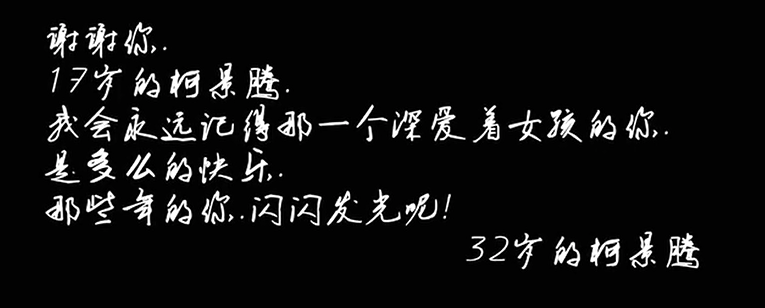 谢谢你.
17岁的柯景腾.
我会永远记得那一个深爱着女孩的你.
是多么的快乐.
那些年的你.闪闪发光呢!
32岁的柯景腾